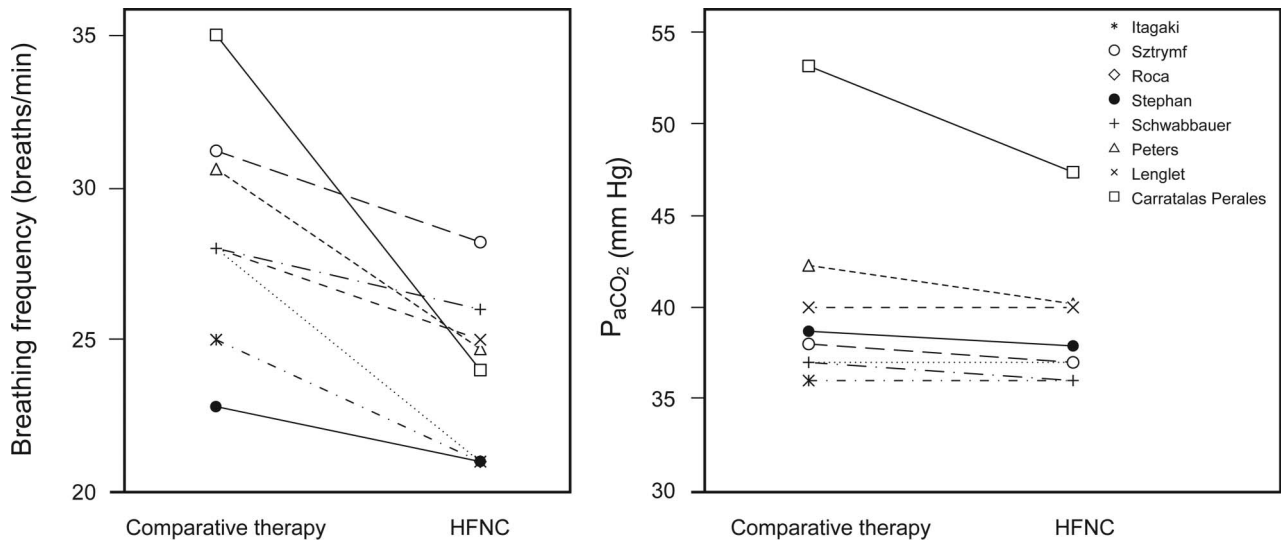 Breathing frequency (breaths/min)
35
30
25
20
Comparative therapy
HFNC
PaCO2 (mm Hg)
55
50
45
40
35
30
Comparative therapy
HFNC
Itagaki
Sztrymf
Roca
Stephan
Schwabbauer
Peters
Lenglet
Carratalas Perales